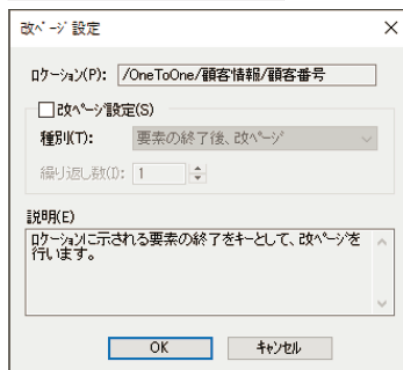 改ページ設定
ロケーション(P): /OneToOne/顧客情報/顧客番号
改ページ設定(S)
種別(T): 要素の終了後、改ページ
繰り返し数(I): 1
説明(E)
ロケーションに示される要素の終了をキーとして、改ページを
行います。
OK キャンセル